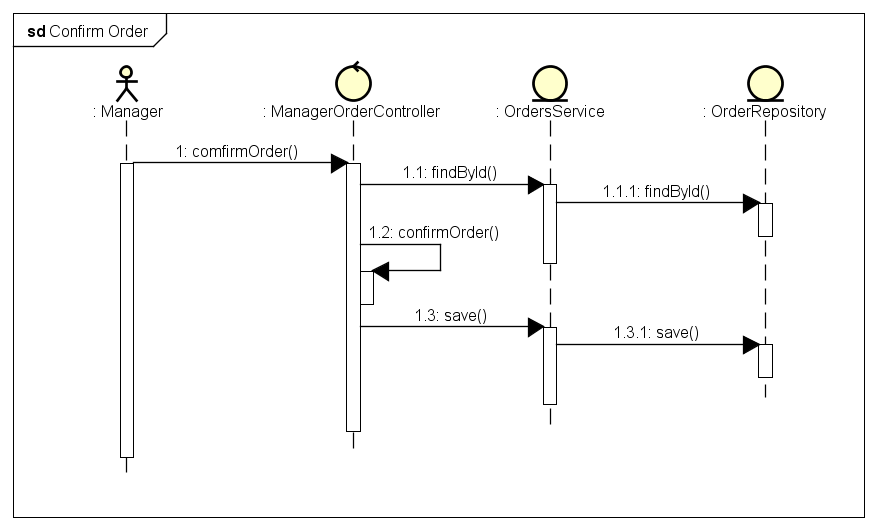 sd Confirm Order
: Manager
: ManagerOrderController
: OrdersService
: OrderRepository
1: comfirmOrder()
1.1: findById()
1.1.1: findById()
1.2: confirmOrder()
1.3: save()
1.3.1: save()